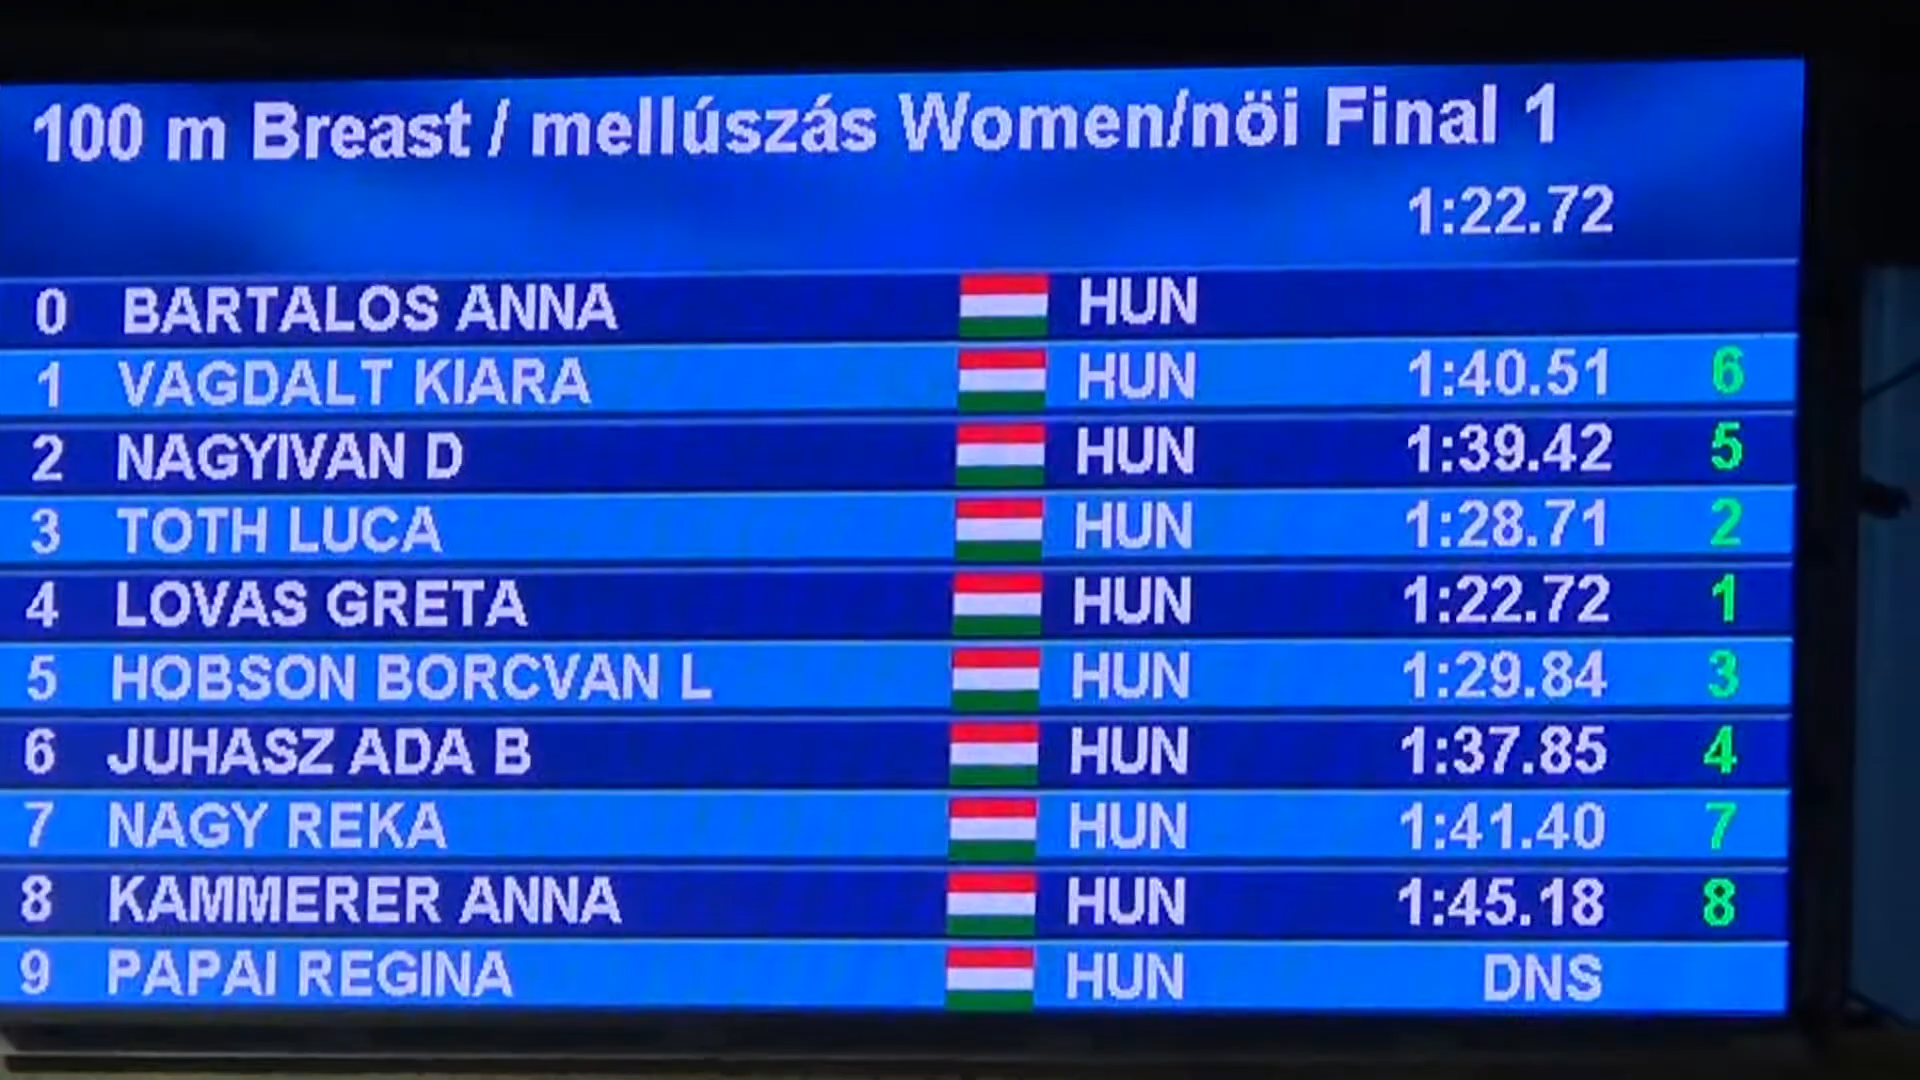 100 m Breast / mellúszás Women/nöi Final 1
1:22.72
0 BARTALOS ANNA HUN
1 VAGDALT KIARA HUN 1:40.51 6
2 NAGYIVAN D HUN 1:39.42 5
3 TOTH LUCA HUN 1:28.71 2
4 LOVAS GRETA HUN 1:22.72 1
5 HOBSON BORCVAN L HUN 1:29.84 3
6 JUHASZ ADA B HUN 1:37.85 4
7 NAGY REKA HUN 1:41.40 7
8 KAMMERER ANNA HUN 1:45.18 8
9 PAPAI REGINA HUN DNS